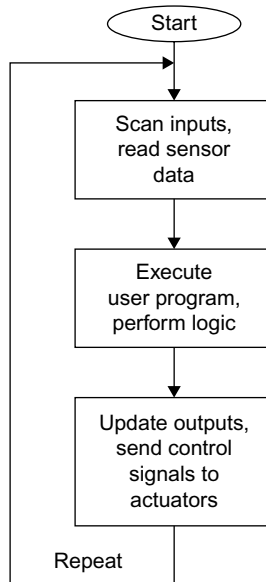 Start
Scan inputs,
read sensor
data
Execute
user program,
perform logic
Update outputs,
send control
signals to
actuators
Repeat